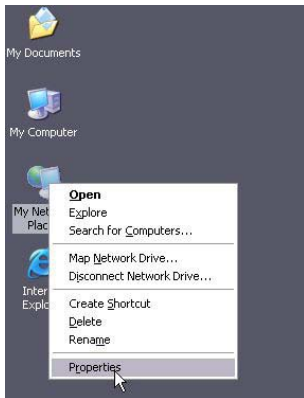 My Documents
My Computer
My Net
Plac
Inter
Explo
Open
Explore
Search for Computers...
Map Network Drive...
Disconnect Network Drive...
Create Shortcut
Delete
Rename
Properties